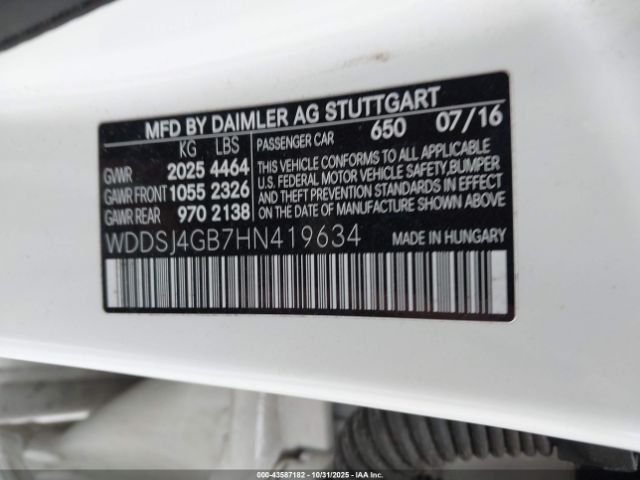 MFD BY DAIMLER AG STUTTGART
KG LBS
GVWR 2025 4464
GAWR FRONT 1055 2326
GAWR REAR 970 2138
PASSENGER CAR 650 07/16
THIS VEHICLE CONFORMS TO ALL APPLICABLE
U.S. FEDERAL MOTOR VEHICLE SAFETY,BUMPER
AND THEFT PREVENTION STANDARDS IN EFFECT
ON THE DATE OF MANUFACTURE SHOWN ABOVE.
WDDSJ4GB7HN419634 MADE IN HUNGARY
000-43587182 - 10/31/2025 - IAAI.COM